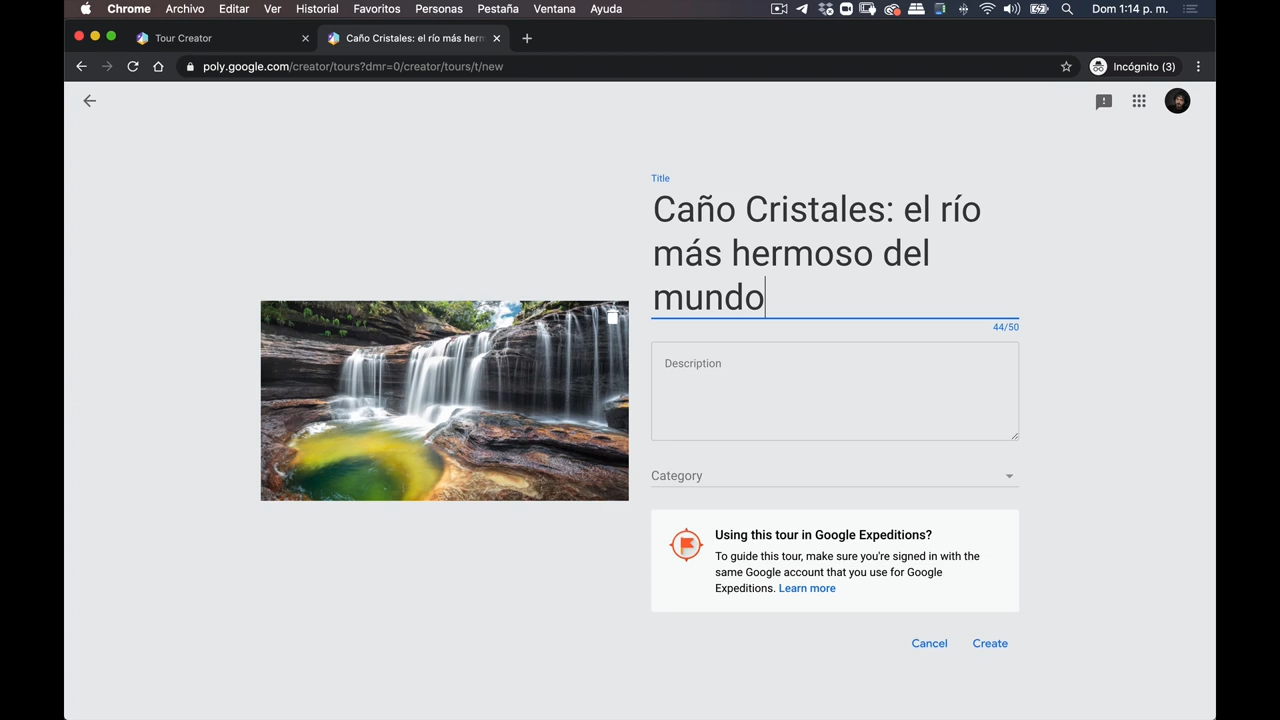 Chrome Archivo Editar Ver Historial Favoritos Personas Pestaña Ventana Ayuda Dom 1:14 p. m.
Tour Creator
Caño Cristales: el río más herm
poly.google.com/creator/tours?dmr=0/creator/tours/t/new
Incógnito (3)
Title
Caño Cristales: el río
más hermoso del
mundo
44/50
Description
Category
Using this tour in Google Expeditions?
To guide this tour, make sure you're signed in with the
same Google account that you use for Google
Expeditions. Learn more
Cancel Create